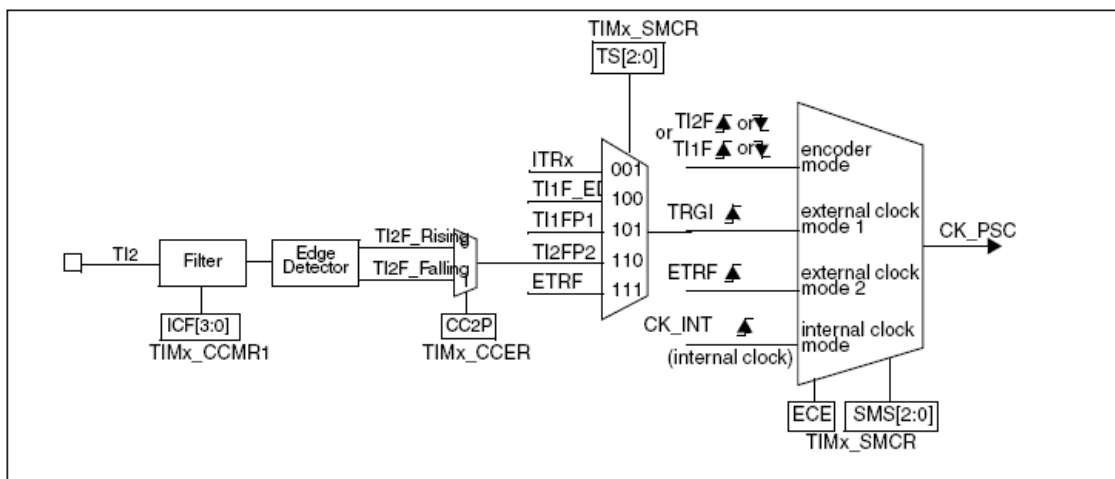 TIMx_SMCR
TS[2:0]
TI2F or
or
TI1F or
encoder
mode
ITRx
001
TI1F_ED
100
TI1FP1
101
TRGI
external clock
mode 1
CK_PSC
TI2
Filter
Edge
Detector
TI2F_Rising
0
TI2F_Falling
1
TI2FP2
110
ETRF
111
ETRF
external clock
mode 2
ICF[3:0]
TIMx_CCMR1
CC2P
TIMx_CCER
CK_INT
(internal clock)
internal clock
mode
ECE
SMS[2:0]
TIMx_SMCR